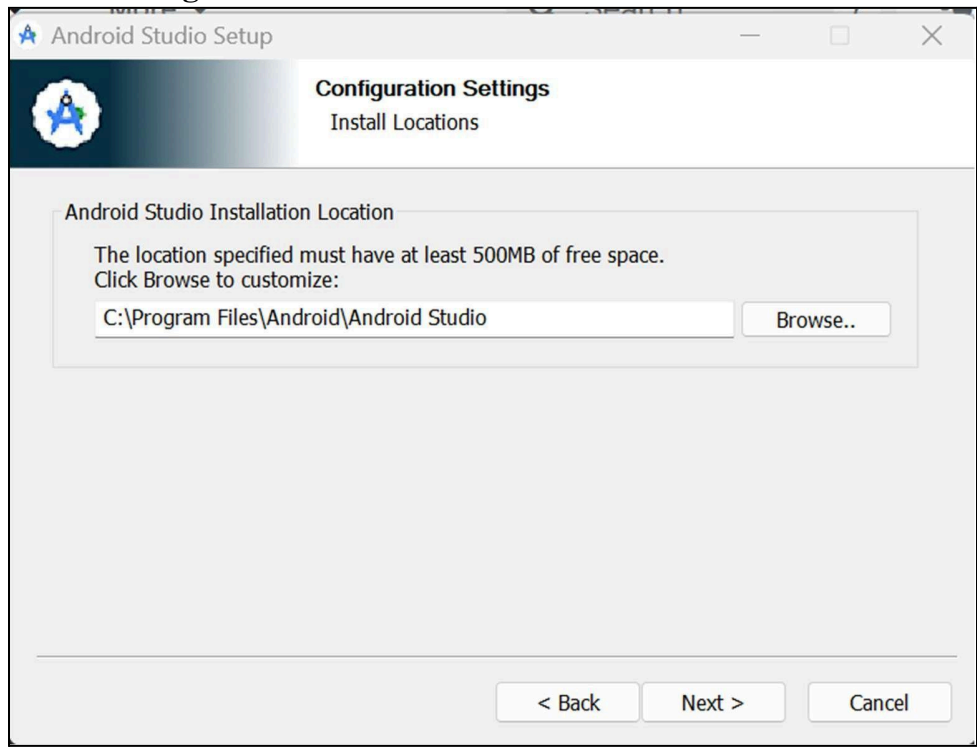 Android Studio Setup
Configuration Settings
Install Locations
Android Studio Installation Location
The location specified must have at least 500MB of free space.
Click Browse to customize:
C:\Program Files\Android\Android Studio
Browse..
< Back
Next >
Cancel